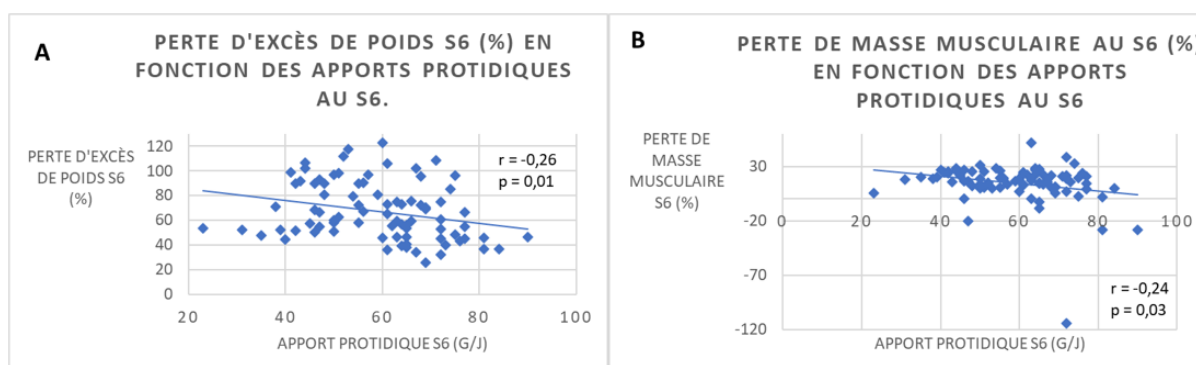 A
PERTE D'EXCÈS DE POIDS S6 (%) EN
FONCTION DES APPORTS PROTIDIQUES
AU S6.
PERTE D'EXCÈS
DE POIDS S6
(%)
120
100
80
60
40
20
0
r = -0,26
p = 0,01
20
40
60
80
100
APPORT PROTIDIQUE S6 (G/J)
B
PERTE DE MASSE MUSCULAIRE AU S6 (%)
EN FONCTION DES APPORTS
PROTIDIQUES AU S6
PERTE DE
MASSE
MUSCULAIRE
S6 (%)
0
20
40
60
80
100
30
-20
-70
-120
r = -0,24
p = 0,03
APPORT PROTIDIQUE S6 (G/J)